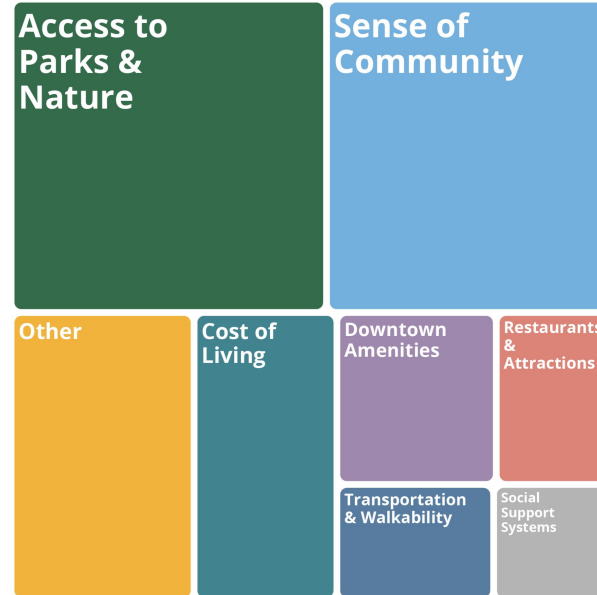 Access to
Parks &
Nature
Sense of
Community
Other
Cost of
Living
Downtown
Amenities
Restaurants
&
Attractions
Transportation
& Walkability
Social
Support
Systems